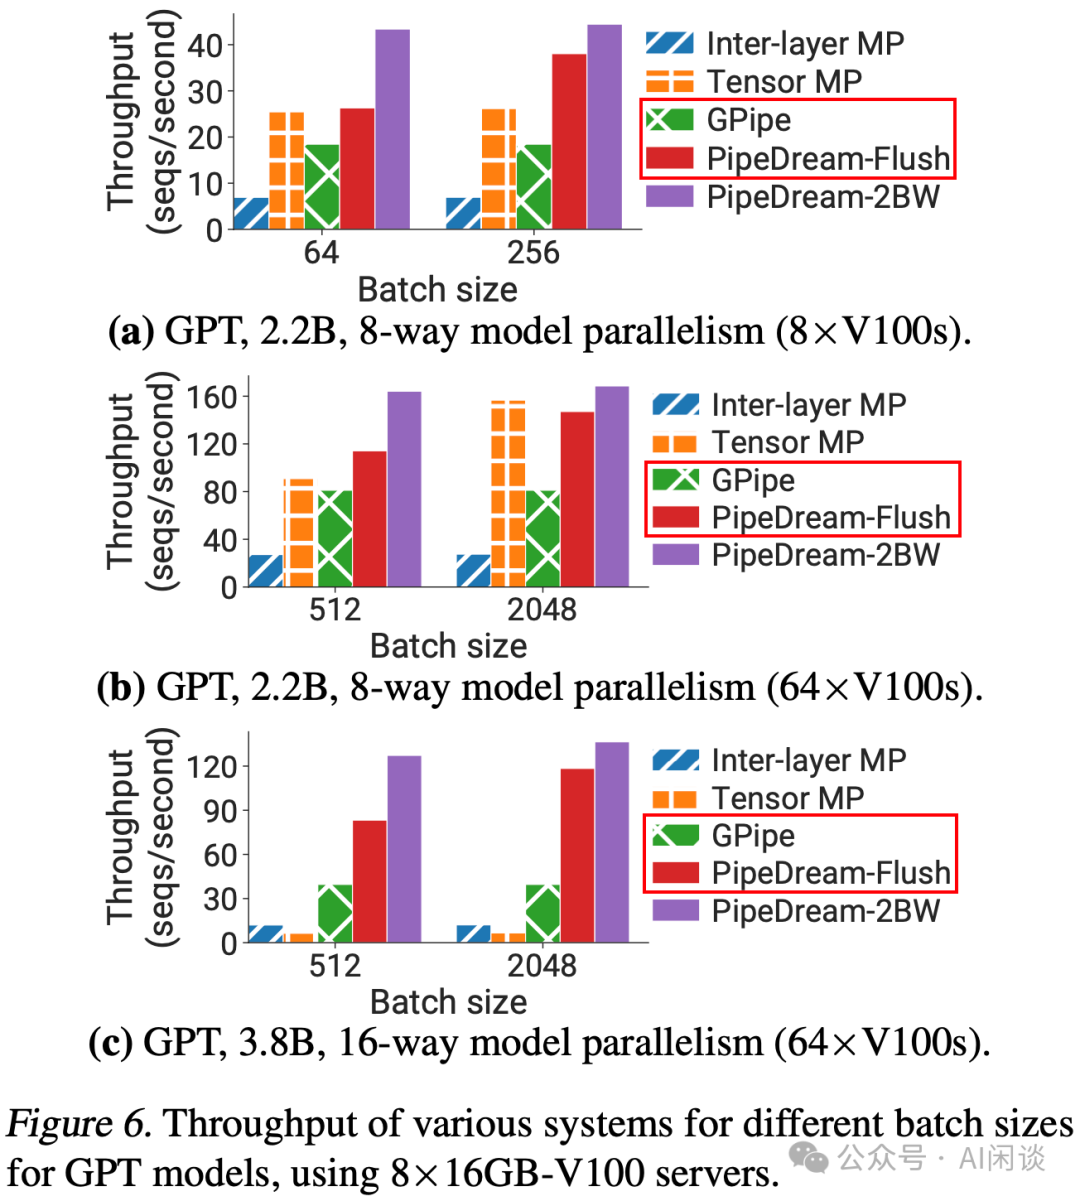 Throughput
(seqs/second)
40
30
20
10
0
64
256
Batch size
Inter-layer MP
Tensor MP
GPipe
PipeDream-Flush
PipeDream-2BW
(a) GPT, 2.2B, 8-way model parallelism (8×V100s).
Throughput
(seqs/second)
160
120
80
40
0
512
2048
Batch size
Inter-layer MP
Tensor MP
GPipe
PipeDream-Flush
PipeDream-2BW
(b) GPT, 2.2B, 8-way model parallelism (64×V100s).
Throughput
(seqs/second)
120
90
60
30
0
512
2048
Batch size
Inter-layer MP
Tensor MP
GPipe
PipeDream-Flush
PipeDream-2BW
(c) GPT, 3.8B, 16-way model parallelism (64×V100s).
Figure 6. Throughput of various systems for different batch sizes
for GPT models, using 8×16GB-V100 servers.
公众号 · AI闲谈